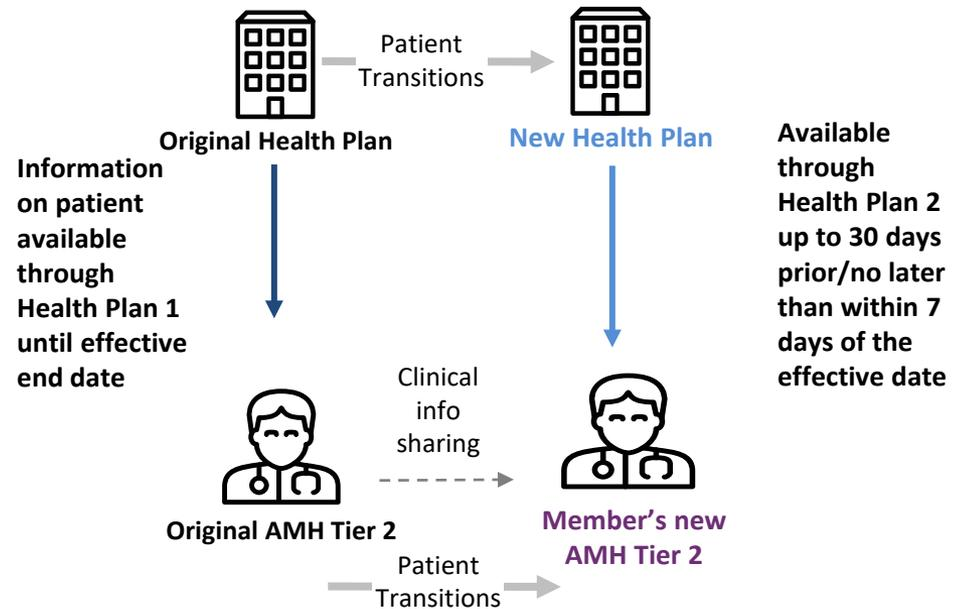 Patient
Transitions
Original Health Plan
New Health Plan
Information
on patient
available
through
Health Plan 1
until effective
end date
Available
through
Health Plan 2
up to 30 days
prior/no later
than within 7
days of the
effective date
Clinical
info
sharing
Original AMH Tier 2
Member’s new
AMH Tier 2
Patient
Transitions